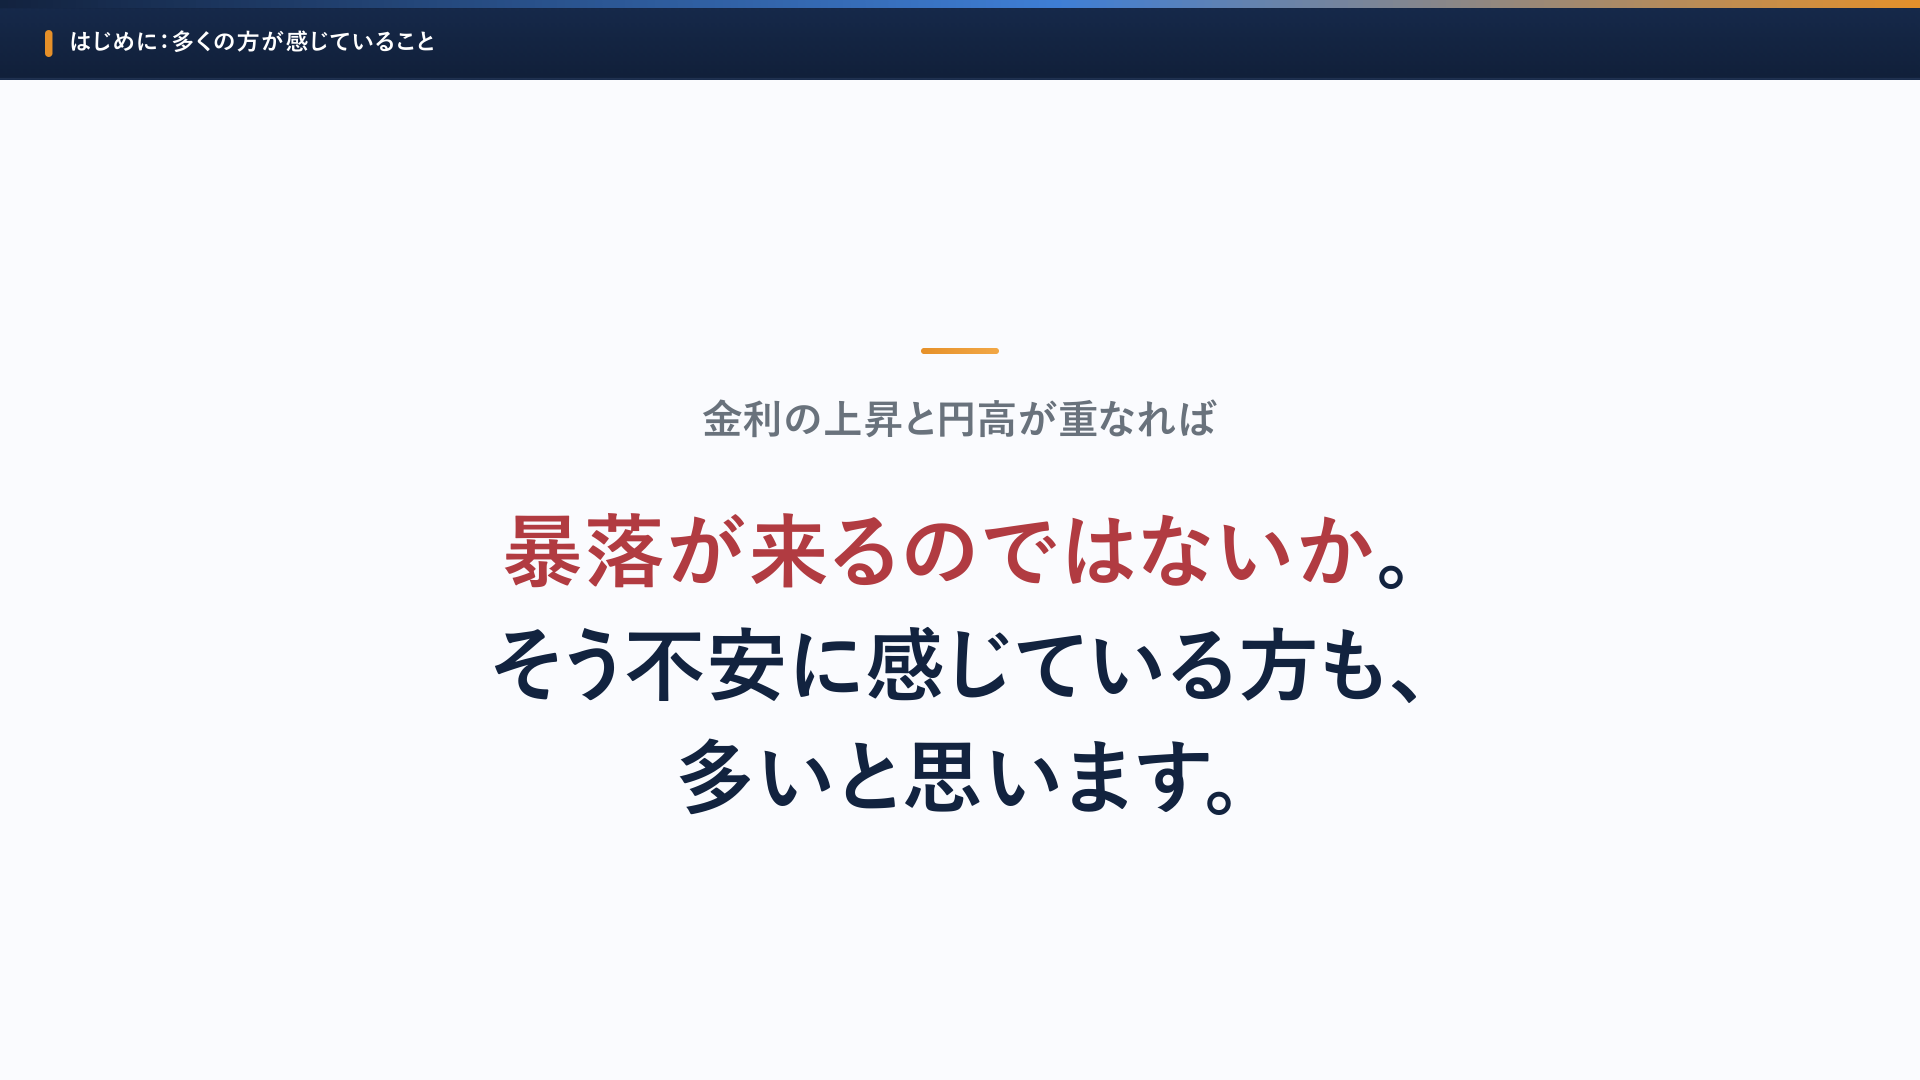 はじめに：多くの方が感じていること
金利の上昇と円高が重なれば
暴落が来るのではないか。
そう不安に感じている方も、
多いと思います。